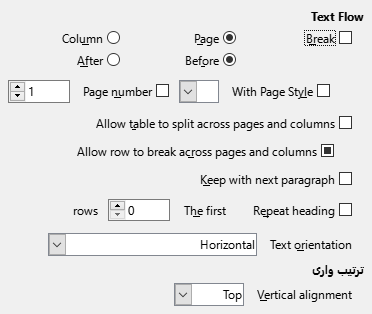 Text Flow
Break Page Column
Before After
With Page Style Page number 1
Allow table to split across pages and columns
Allow row to break across pages and columns
Keep with next paragraph
Repeat heading The first 0 rows
Text orientation Horizontal
ترتیب واری
Vertical alignment Top